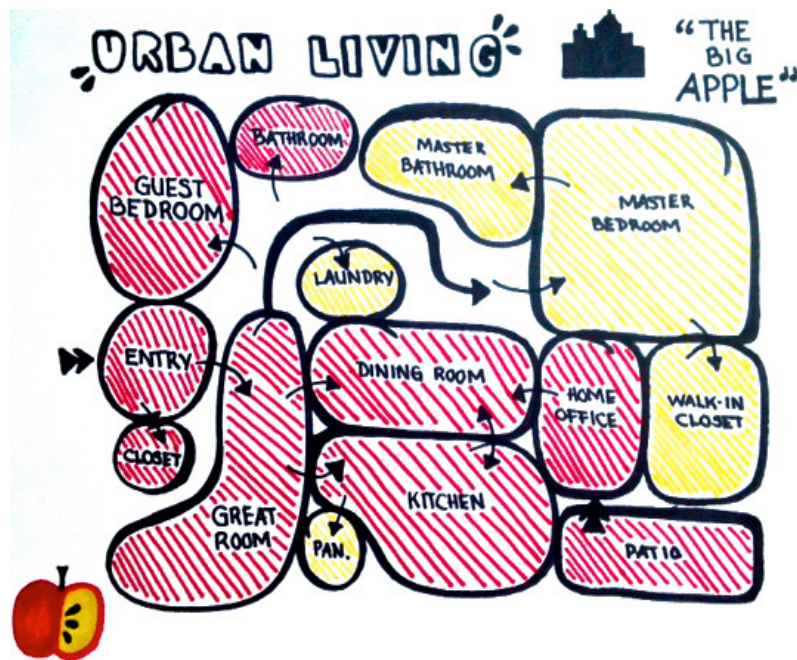 URBAN LIVING
"THE
BIG
APPLE"
BATHROOM
MASTER
BATHROOM
GUEST
BEDROOM
MASTER
BEDROOM
LAUNDRY
ENTRY
DINING ROOM
HOME
OFFICE
WALK-IN
CLOSET
CLOSET
KITCHEN
GREAT
ROOM
PAN.
PATIO